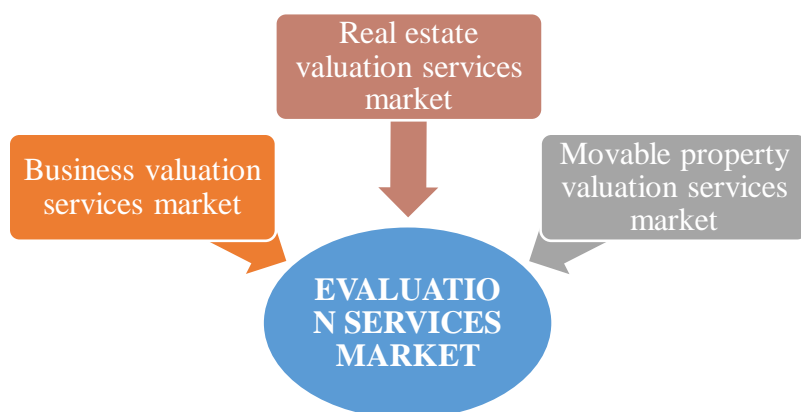 Real estate
valuation services
market
Business valuation
services market
Movable property
valuation services
market
EVALUATIO
N SERVICES
MARKET